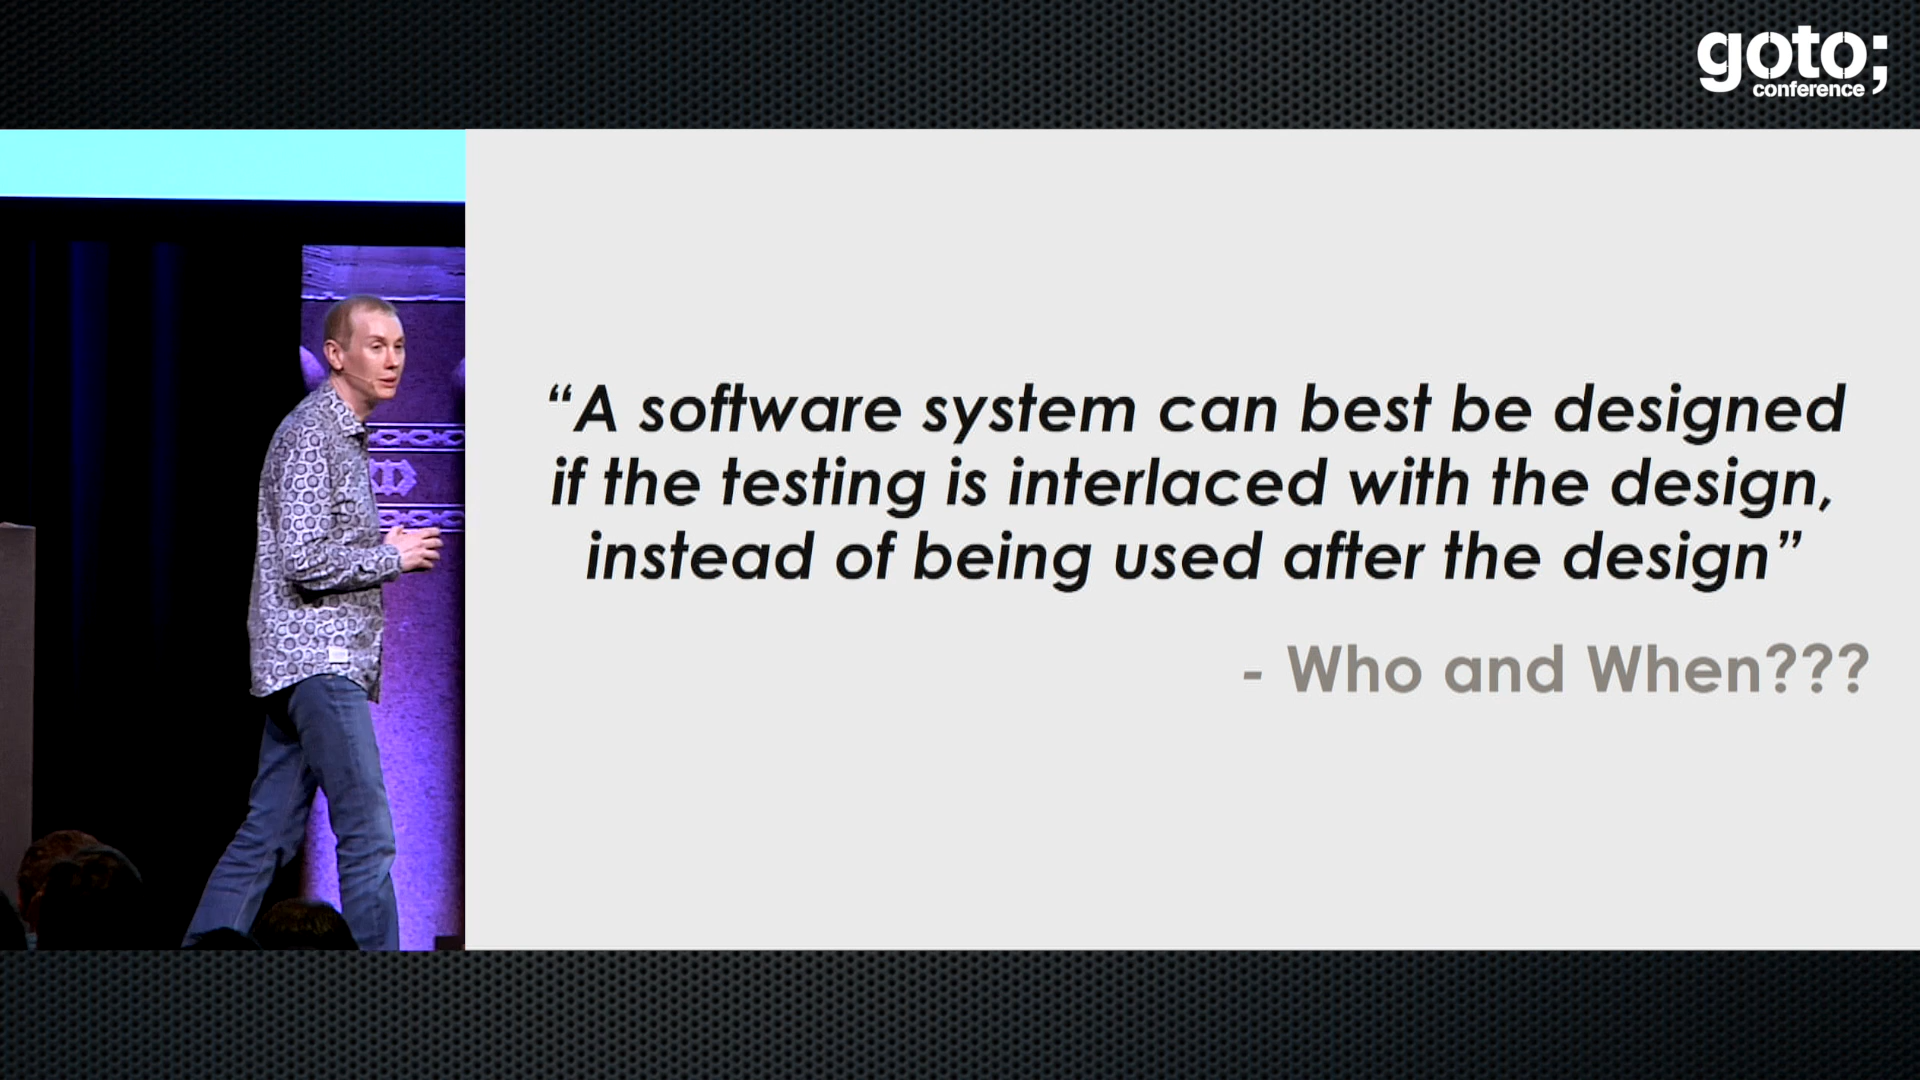 goto;
conference
“A software system can best be designed
if the testing is interlaced with the design,
instead of being used after the design”
- Who and When???